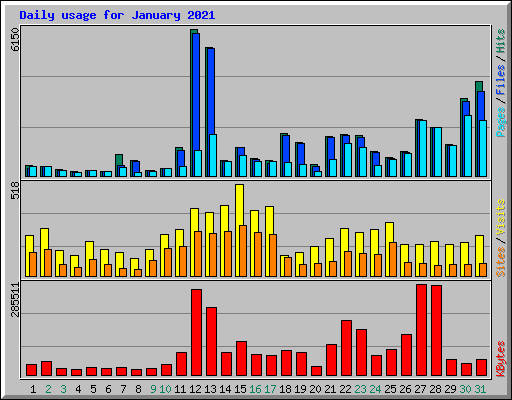 Daily usage for January 2021
6150
Pages / Files / Hits
518
Sites / Visits
285511
KBytes
1 2 3 4 5 6 7 8 9 10 11 12 13 14 15 16 17 18 19 20 21 22 23 24 25 26 27 28 29 30 31